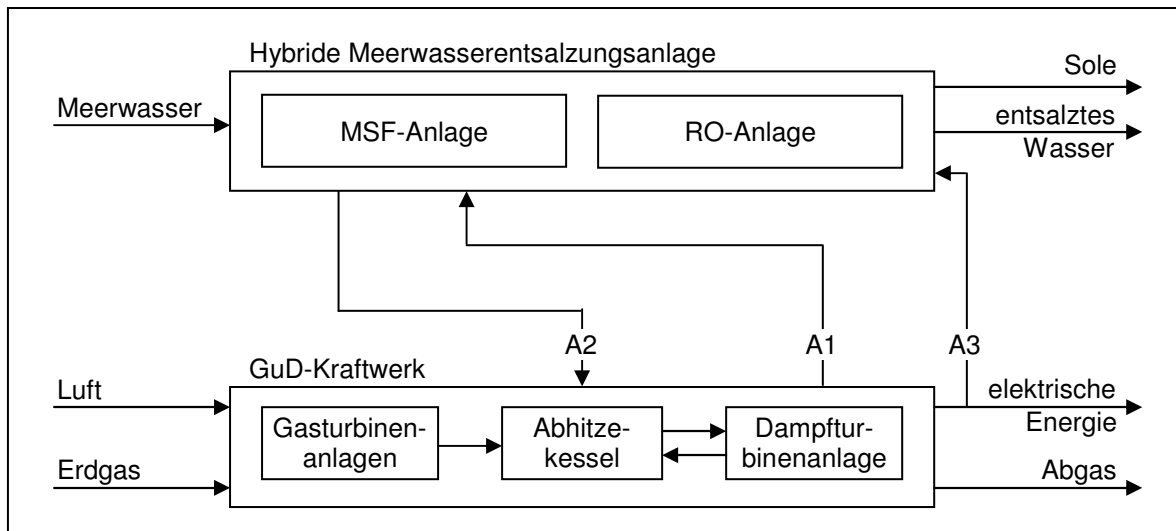 Hybride Meerwasserentsalzungsanlage
Sole
Meerwasser
MSF-Anlage
RO-Anlage
entsalztes
Wasser
A2
A1
A3
GuD-Kraftwerk
Luft
elektrische
Energie
Gasturbinen-
anlagen
Abhitze-
kessel
Dampftur-
binenanlage
Erdgas
Abgas